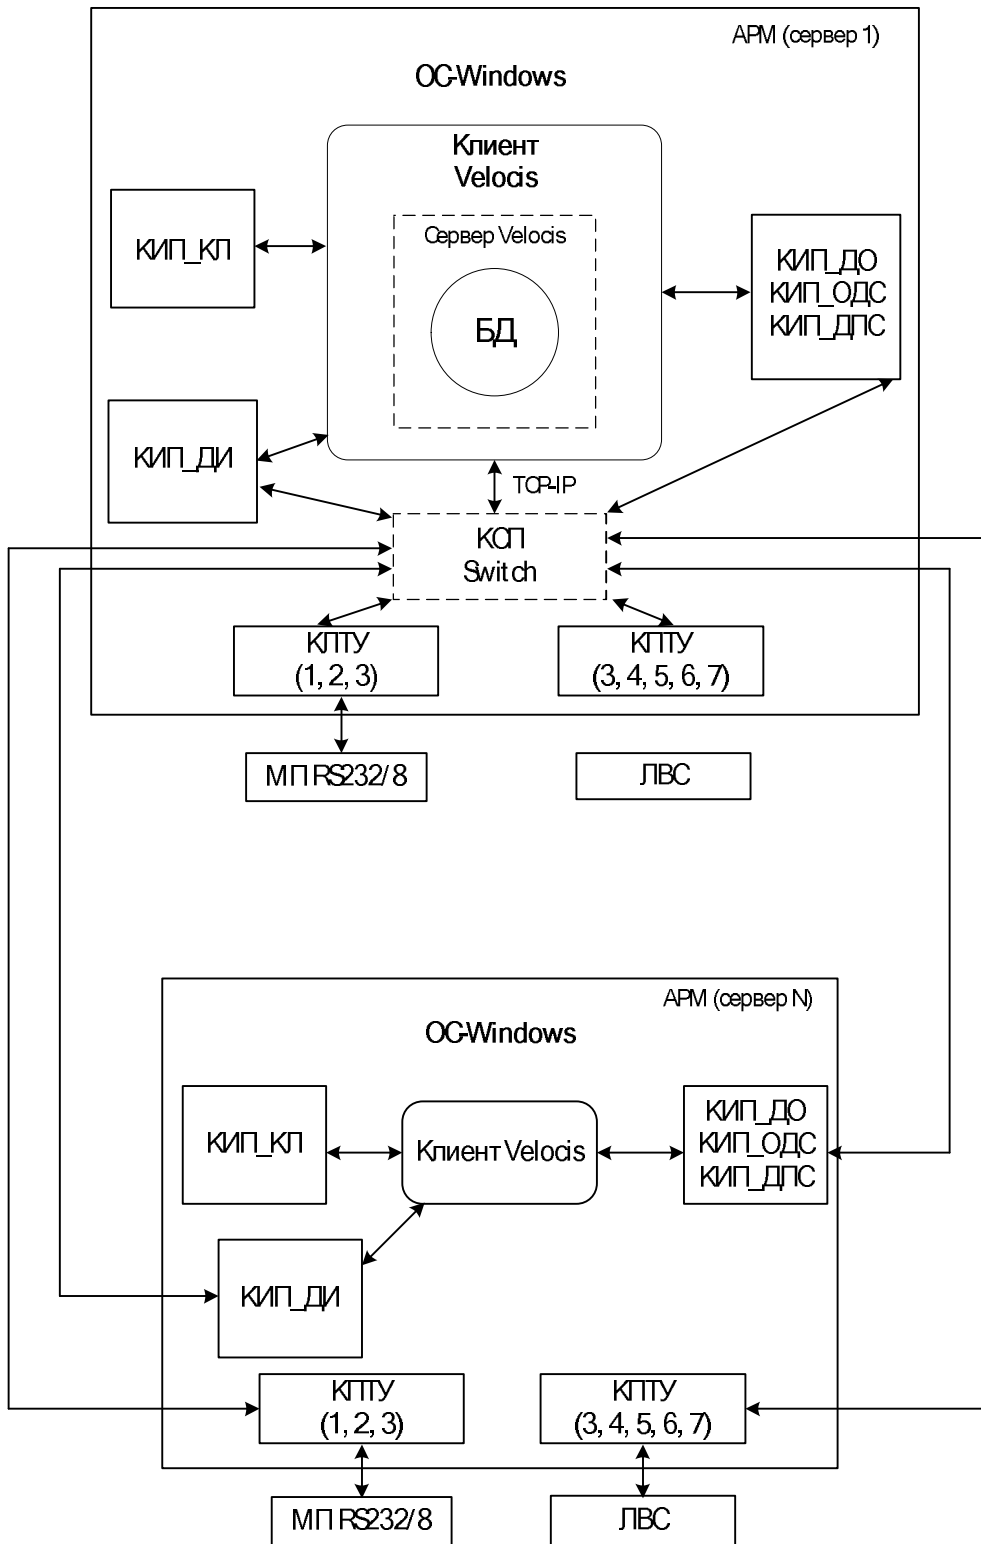 АРМ (сервер 1)
ОС-Windows
Клиент
Velocis
Сервер Velocis
БД
КИП_КЛ
КИП_ДО
КИП_ОДС
КИП_ДПС
КИП_ДИ
TCP-IP
КСП
Switch
КПТУ
(1, 2, 3)
КПТУ
(3, 4, 5, 6, 7)
МП RS232/8
ЛВС
АРМ (сервер N)
ОС-Windows
КИП_КЛ
Клиент Velocis
КИП_ДО
КИП_ОДС
КИП_ДПС
КИП_ДИ
КПТУ
(1, 2, 3)
КПТУ
(3, 4, 5, 6, 7)
МП RS232/8
ЛВС